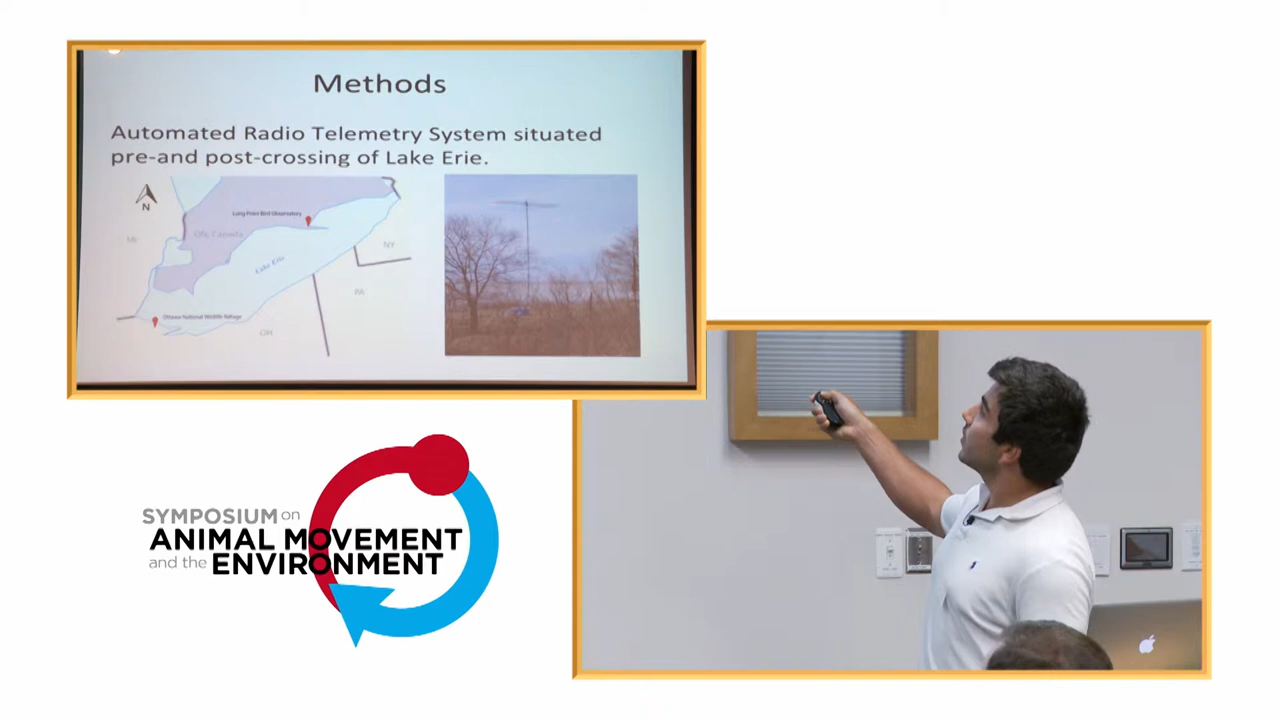 Methods
Automated Radio Telemetry System situated
pre-and post-crossing of Lake Erie.
N
Long Point Bird Observatory
MI
ON, Canada
NY
Lake Erie
PA
Ottawa National Wildlife Refuge
OH
SYMPOSIUM on
ANIMAL MOVEMENT
and the ENVIRONMENT